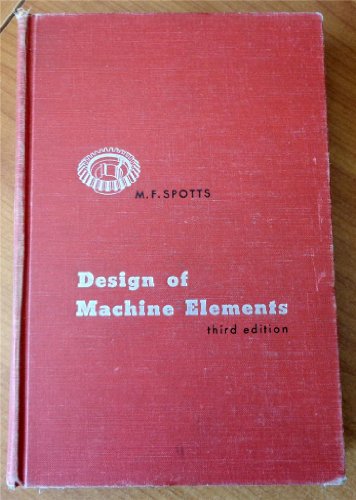 M. F. SPOTTS
Design of
Machine Elements
third edition